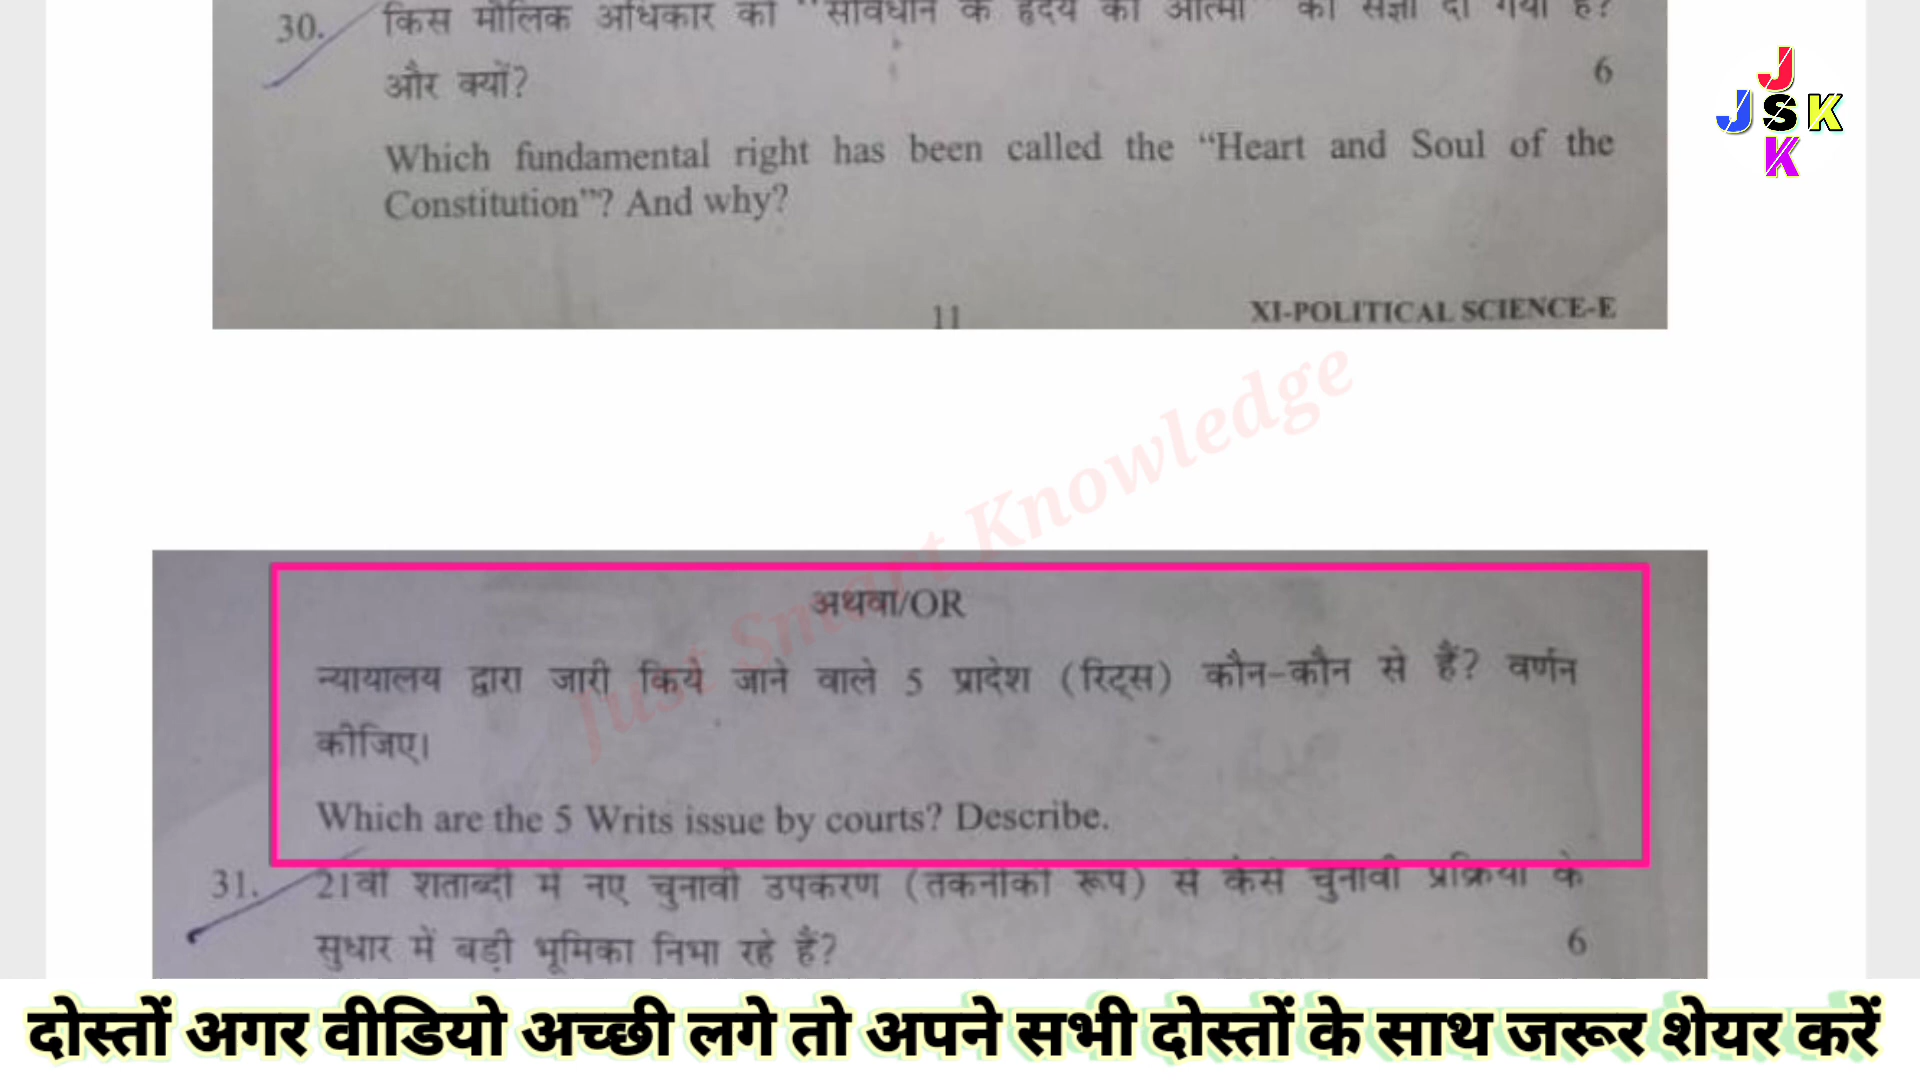 30. किस मौलिक अधिकार को "संविधान के हृदय की आत्मा" की संज्ञा दी गयी है?
और क्यों? 6
Which fundamental right has been called the "Heart and Soul of the
Constitution"? And why?
11 XI-POLITICAL SCIENCE-E
J
JSK
K
Just Smart Knowledge
अथवा/OR
न्यायालय द्वारा जारी किये जाने वाले 5 प्रादेश (रिट्स) कौन-कौन से हैं? वर्णन
कीजिए।
Which are the 5 Writs issue by courts? Describe.
31. 21वीं शताब्दी में नए चुनावी उपकरण (तकनीकी रूप) से कैसे चुनावी प्रक्रिया के
सुधार में बड़ी भूमिका निभा रहे हैं? 6
दोस्तों अगर वीडियो अच्छी लगे तो अपने सभी दोस्तों के साथ जरूर शेयर करें